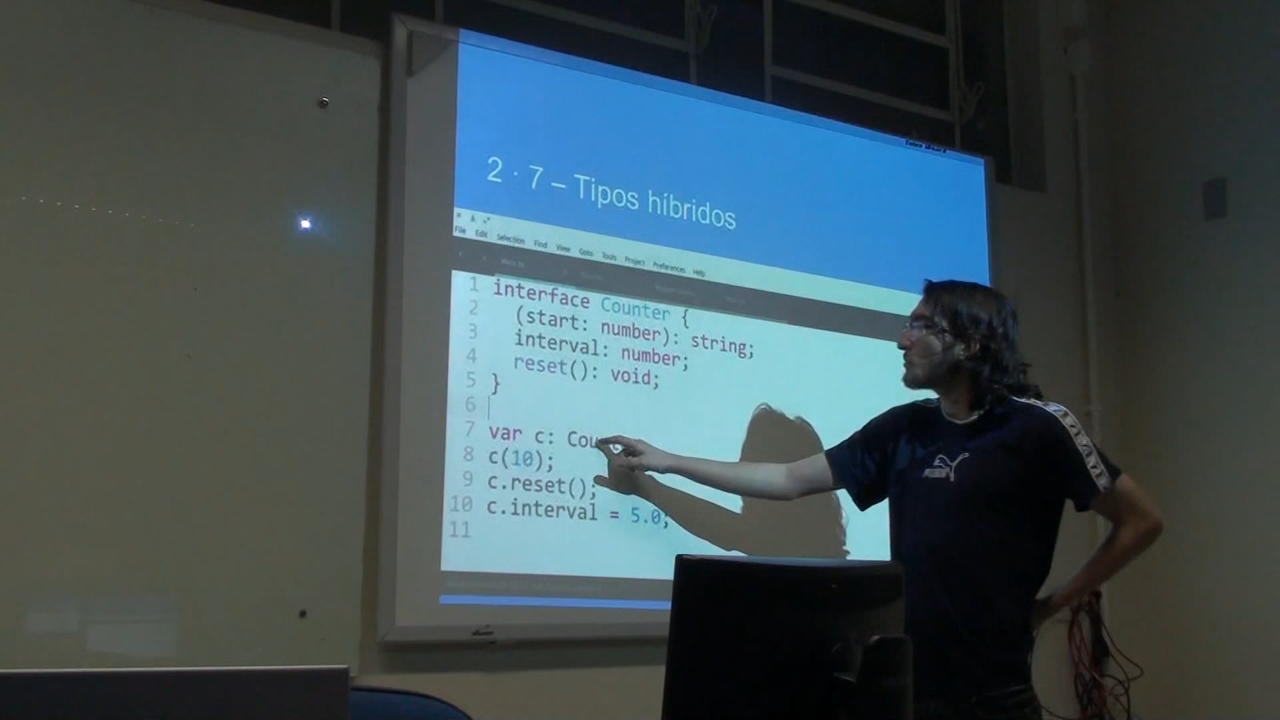 2 · 7 – Tipos híbridos
File Edit Selection Find View Goto Tools Project Preferences Help
1 interface Counter {
2 (start: number): string;
3 interval: number;
4 reset(): void;
5 }
6
7 var c: Cou
8 c(10);
9 c.reset();
10 c.interval = 5.0;
11
PUMA